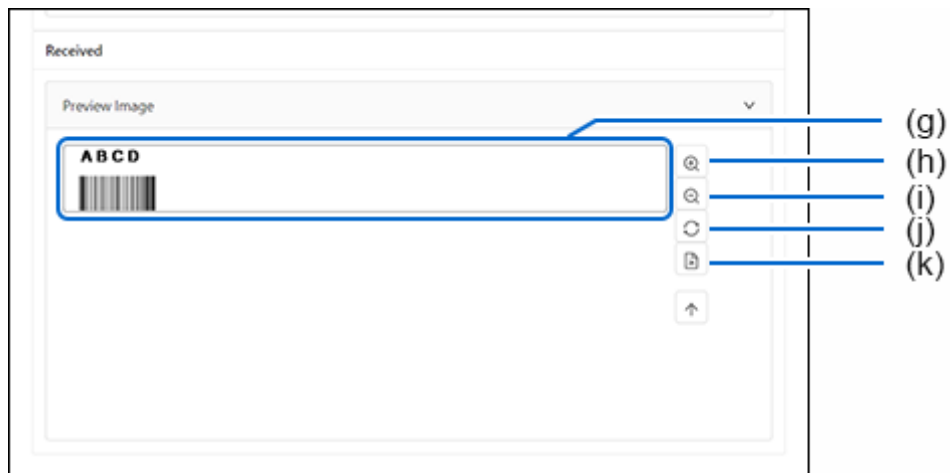 Received
Preview Image
(g)
ABCD
(h)
(i)
(j)
(k)